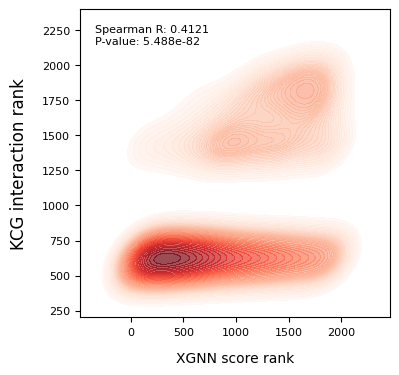 Spearman R: 0.4121
P-value: 5.488e-82
KCG interaction rank
2250
2000
1750
1500
1250
1000
750
500
250
0 500 1000 1500 2000
XGNN score rank